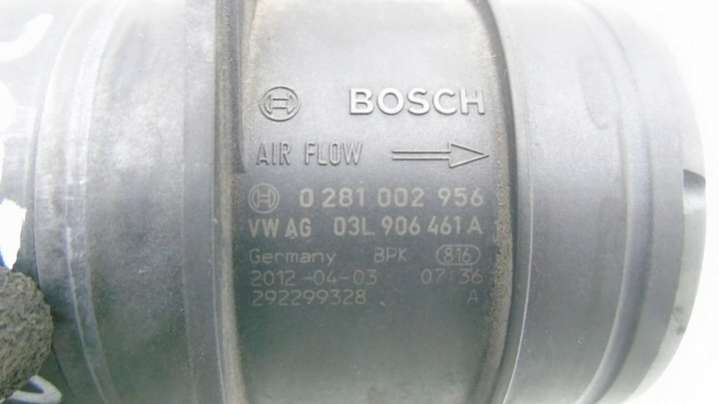 BOSCH
AIR FLOW
0 281 002 956
VW AG 03L 906 461 A
Germany BPK 816
2012-04-03 07:36
292299328 A